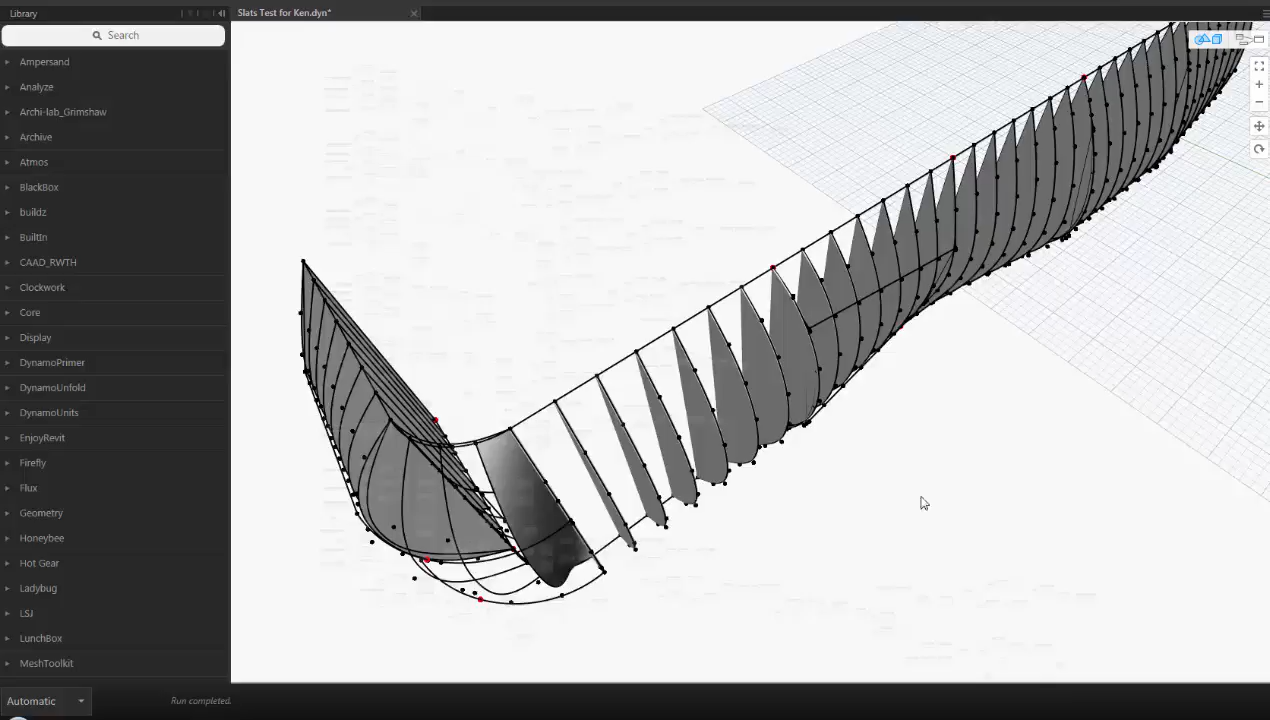 Library
Slats Test for Ken.dyn*
Search
Ampersand
Analyze
Archi-lab_Grimshaw
Archive
Atmos
BlackBox
buildz
BuiltIn
CAAD_RWTH
Clockwork
Core
Display
DynamoPrimer
DynamoUnfold
DynamoUnits
EnjoyRevit
Firefly
Flux
Geometry
Honeybee
Hot Gear
Ladybug
LSJ
LunchBox
MeshToolkit
Automatic
Run completed.